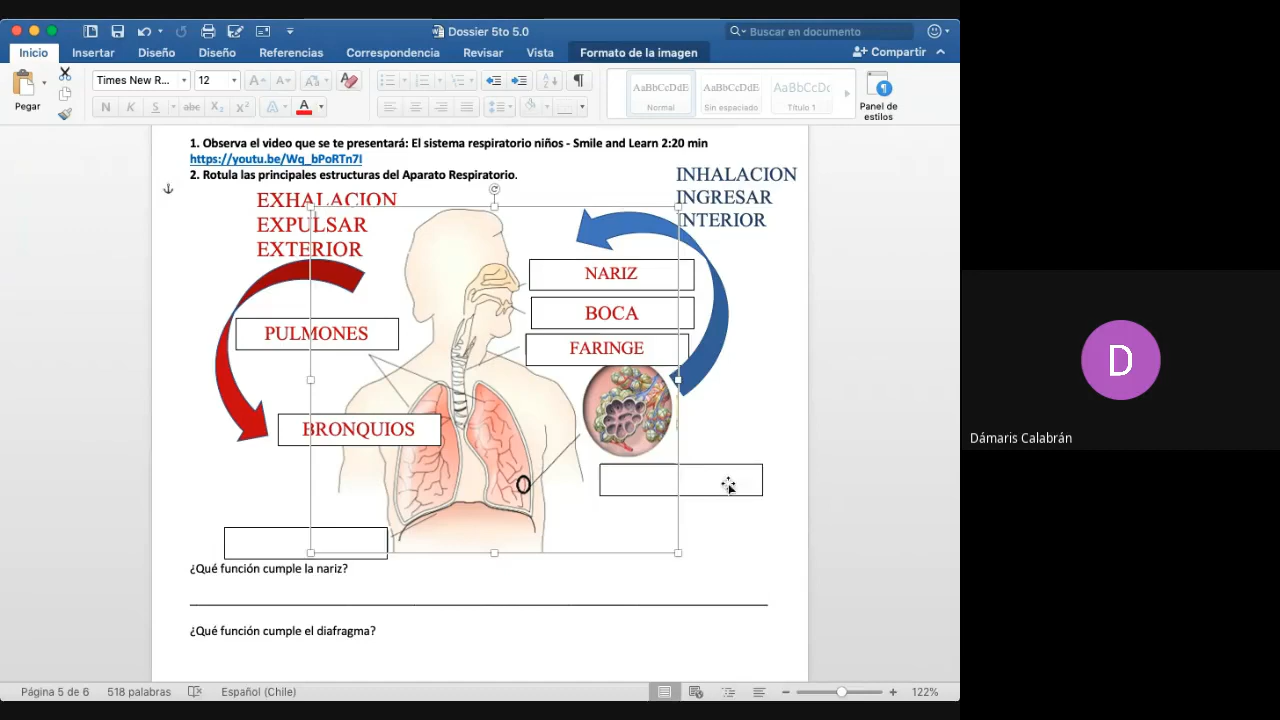 Dossier 5to 5.0
Buscar en documento
Inicio
Insertar
Diseño
Diseño
Referencias
Correspondencia
Revisar
Vista
Formato de la imagen
Compartir
Pegar
Times New R...
12
N
K
S
abc
X₂
X²
A
A
AaBbCcDdE
Normal
AaBbCcDdE
Sin espaciado
AaBbCcDc
Título 1
Panel de
estilos
1. Observa el video que se te presentará: El sistema respiratorio niños - Smile and Learn 2:20 min
https://youtu.be/Wq_bPoRTn7I
2. Rotula las principales estructuras del Aparato Respiratorio.
INHALACION
INGRESAR
INTERIOR
EXHALACION
EXPULSAR
EXTERIOR
NARIZ
BOCA
FARINGE
PULMONES
BRONQUIOS
¿Qué función cumple la nariz?
¿Qué función cumple el diafragma?
Página 5 de 6
518 palabras
Español (Chile)
122%
D
Dámaris Calabrán